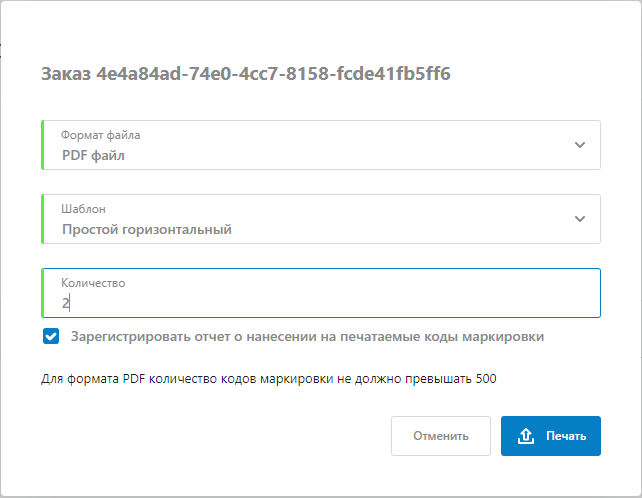 Заказ 4e4a84ad-74e0-4cc7-8158-fcde41fb5ff6
Формат файла
PDF файл
Шаблон
Простой горизонтальный
Количество
2
Зарегистрировать отчет о нанесении на печатаемые коды маркировки
Для формата PDF количество кодов маркировки не должно превышать 500
Отменить
Печать